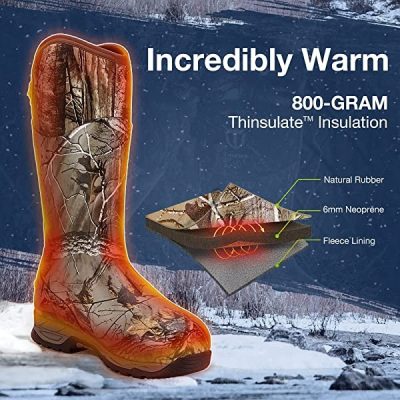 Incredibly Warm
800-GRAM
Thinsulate™ Insulation
Natural Rubber
6mm Neoprene
Fleece Lining